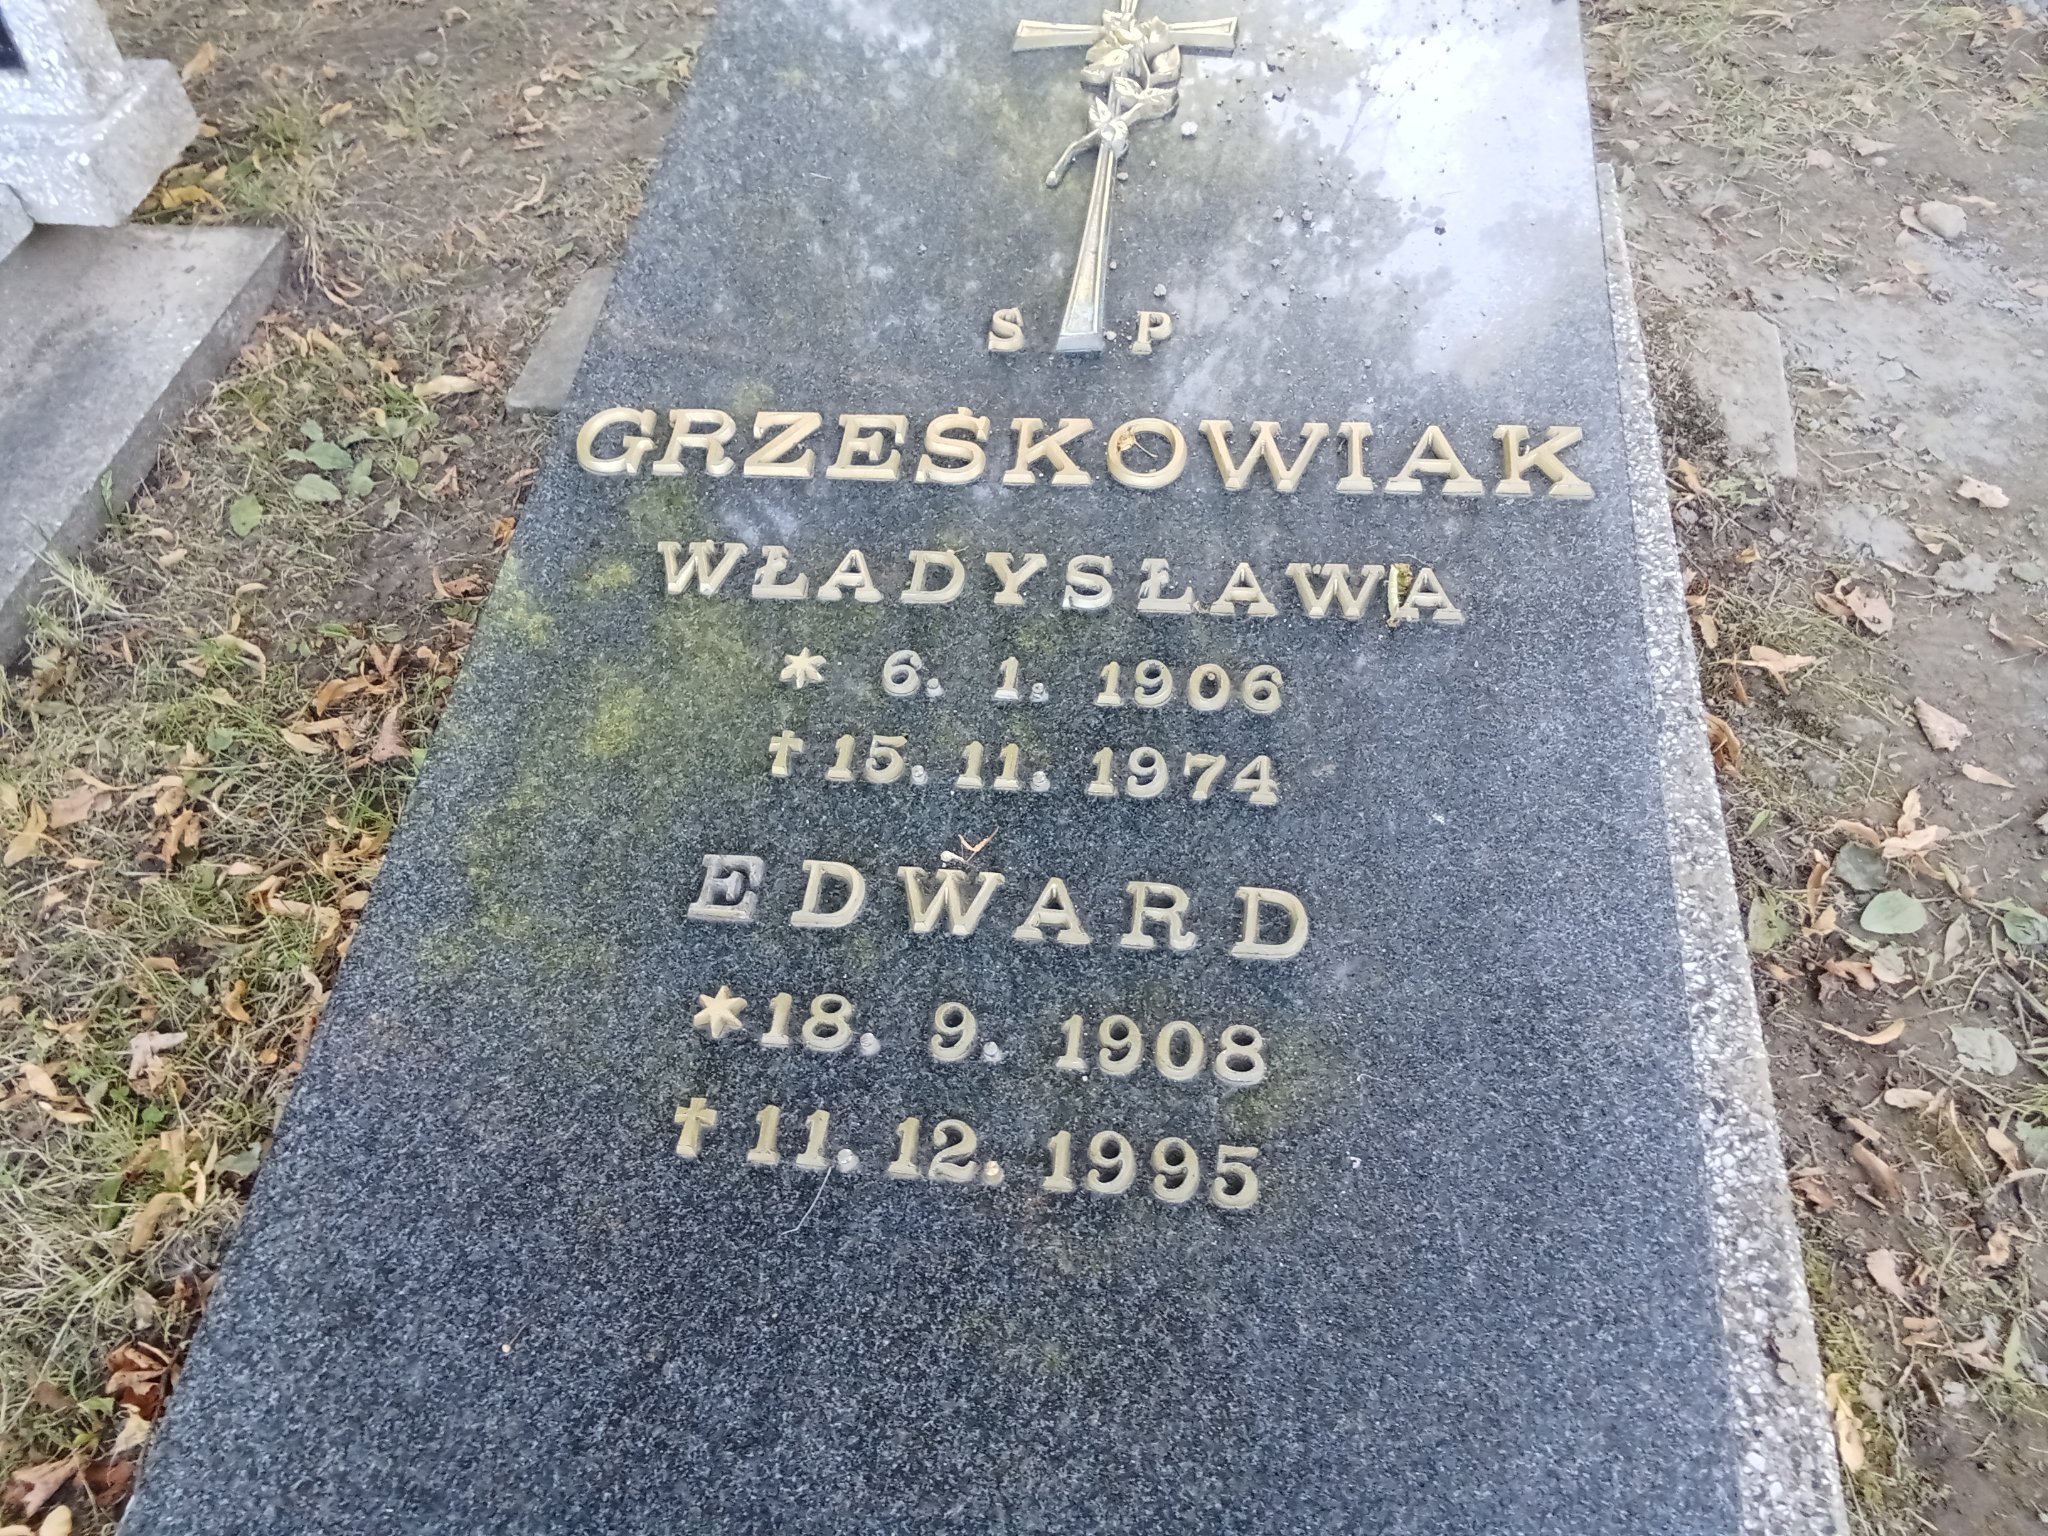 S P
GRZEŚKOWIAK
WŁADYSŁAWA
* 6. 1. 1906
† 15. 11. 1974
EDWARD
* 18. 9. 1908
† 11. 12. 1995